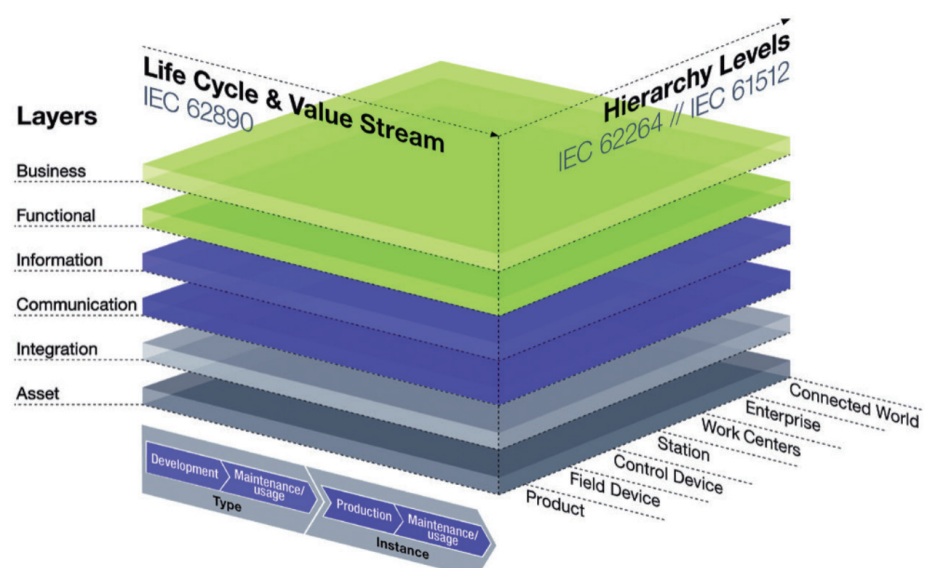 Life Cycle & Value Stream
IEC 62890
Hierarchy Levels
IEC 62264 // IEC 61512
Layers
Business
Functional
Information
Communication
Integration
Asset
Connected World
Enterprise
Work Centers
Station
Control Device
Field Device
Product
Development
Maintenance/
usage
Type
Production
Maintenance/
usage
Instance